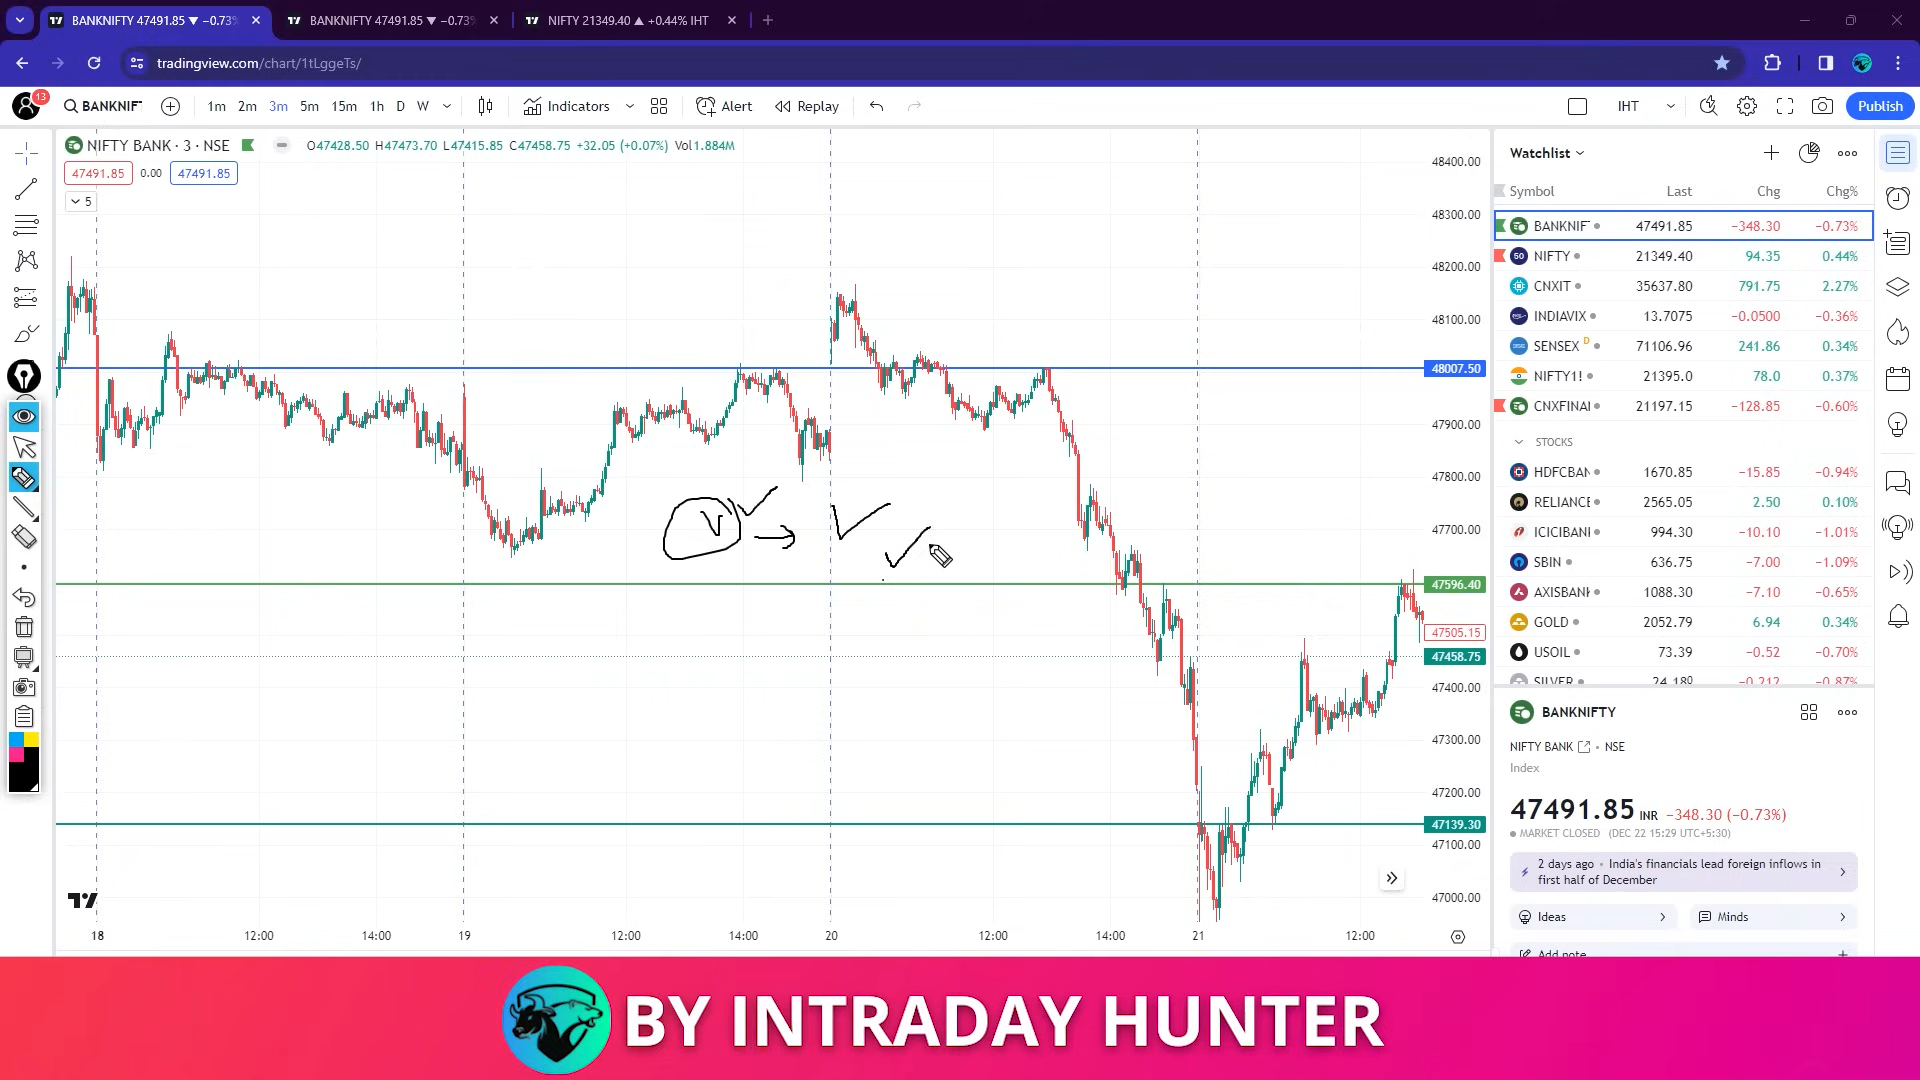 BANKNIFTY 47491.85 ▼ −0.73%
BANKNIFTY 47491.85 ▼ −0.73%
NIFTY 21349.40 ▲ +0.44% IHT
tradingview.com/chart/1tLggeTs/
13
BANKNIF
1m 2m 3m 5m 15m 1h D W
Indicators
Alert
Replay
IHT
Publish
NIFTY BANK · 3 · NSE
O47428.50 H47473.70 L47415.85 C47458.75 +32.05 (+0.07%) Vol1.884M
47491.85 0.00 47491.85
5
V
48400.00
48300.00
48200.00
48100.00
48007.50
47900.00
47800.00
47700.00
47596.40
47505.15
47458.75
47400.00
47300.00
47200.00
47139.30
47100.00
47000.00
18 12:00 14:00 19 12:00 14:00 20 12:00 14:00 21 12:00
Watchlist
Symbol Last Chg Chg%
BANKNIF 47491.85 −348.30 −0.73%
50 NIFTY 21349.40 94.35 0.44%
CNXIT 35637.80 791.75 2.27%
INDIAVIX 13.7075 −0.0500 −0.36%
SENSEX D 71106.96 241.86 0.34%
NIFTY1! 21395.0 78.0 0.37%
CNXFINAI 21197.15 −128.85 −0.60%
STOCKS
HDFCBAN 1670.85 −15.85 −0.94%
RELIANCE 2565.05 2.50 0.10%
ICICIBANI 994.30 −10.10 −1.01%
SBIN 636.75 −7.00 −1.09%
AXISBANK 1088.30 −7.10 −0.65%
GOLD 2052.79 6.94 0.34%
USOIL 73.39 −0.52 −0.70%
SILVER 24.180 −0.212 −0.87%
BANKNIFTY
NIFTY BANK · NSE
Index
47491.85 INR −348.30 (−0.73%)
MARKET CLOSED (DEC 22 15:29 UTC+5:30)
2 days ago · India's financials lead foreign inflows in
first half of December
Ideas
Minds
Add note
BY INTRADAY HUNTER